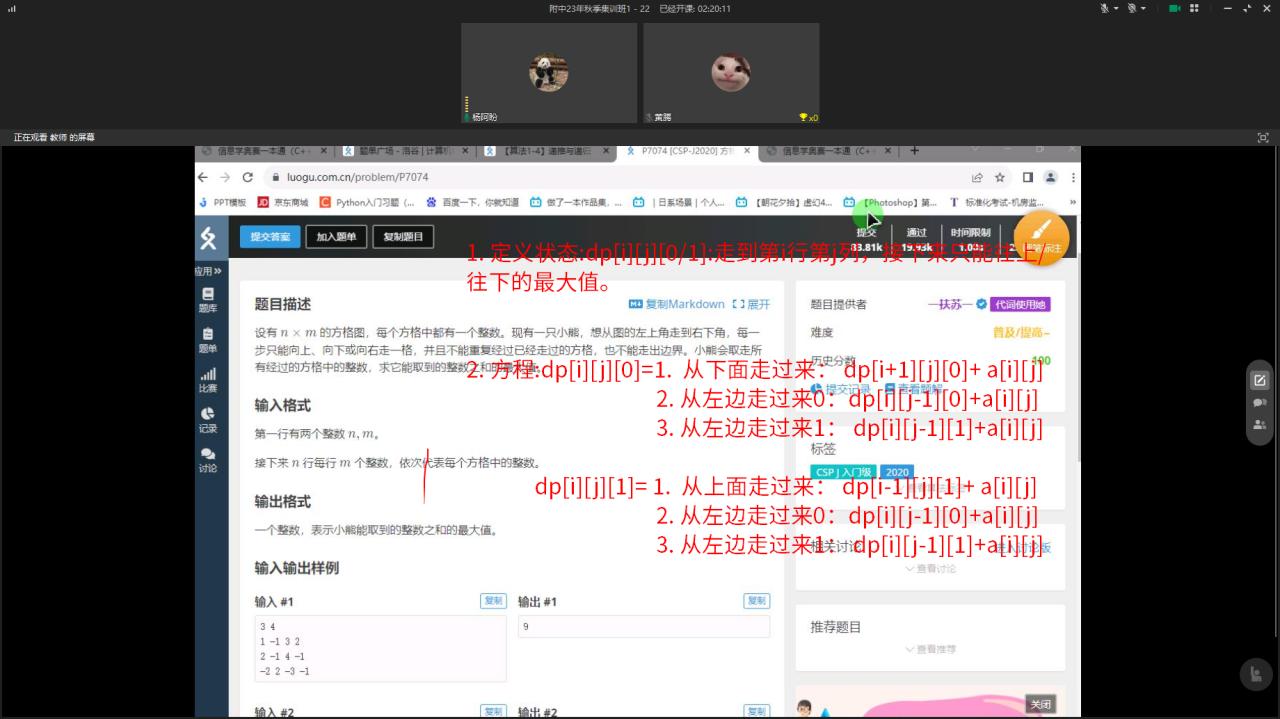 附中23年秋季集训班1 - 22 已经开课: 02:20:11
杨阿盼
黄腾
x0
正在观看 教师 的屏幕
信息学奥赛一本通（C++
题单广场 - 洛谷 | 计算机
【算法1-4】递推与递归
P7074 [CSP-J2020] 方格
信息学奥赛一本通（C++
luogu.com.cn/problem/P7074
PPT模板
京东商城
Python入门习题（...
百度一下，你就知道
做了一本作品集，...
| 日系场景 | 个人...
【朝花夕拾】虚幻4...
【Photoshop】第...
标准化考试-机房监...
提交答案
加入题单
复制题目
提交
83.81k
通过
19.93k
时间限制
1.00s
1. 定义状态:dp[i][j][0/1]:走到第i行第j列，接下来只能往上/
往下的最大值。
应用
题库
题单
比赛
记录
讨论
题目描述
复制Markdown
展开
设有 n × m 的方格图，每个方格中都有一个整数。现有一只小熊，想从图的左上角走到右下角，每一
步只能向上、向下或向右走一格，并且不能重复经过已经走过的方格，也不能走出边界。小熊会取走所
有经过的方格中的整数，求它能取到的整数之和的最大值。
2. 方程:dp[i][j][0]=1. 从下面走过来： dp[i+1][j][0]+ a[i][j]
2. 从左边走过来0：dp[i][j-1][0]+a[i][j]
3. 从左边走过来1： dp[i][j-1][1]+a[i][j]
dp[i][j][1]= 1. 从上面走过来： dp[i-1][j][1]+ a[i][j]
2. 从左边走过来0：dp[i][j-1][0]+a[i][j]
3. 从左边走过来1： dp[i][j-1][1]+a[i][j]
输入格式
第一行有两个整数 n, m。
接下来 n 行每行 m 个整数，依次代表每个方格中的整数。
输出格式
一个整数，表示小熊能取到的整数之和的最大值。
输入输出样例
输入 #1
复制
3 4
1 -1 3 2
2 -1 4 -1
-2 2 -3 -1
输出 #1
复制
9
输入 #2
复制
输出 #2
复制
题目提供者
一扶苏一
代词使用她
难度
普及/提高−
历史分数
100
提交记录
查看题解
标签
CSP J 入门级
2020
相关讨论
进入讨论版
查看讨论
推荐题目
查看推荐
关闭